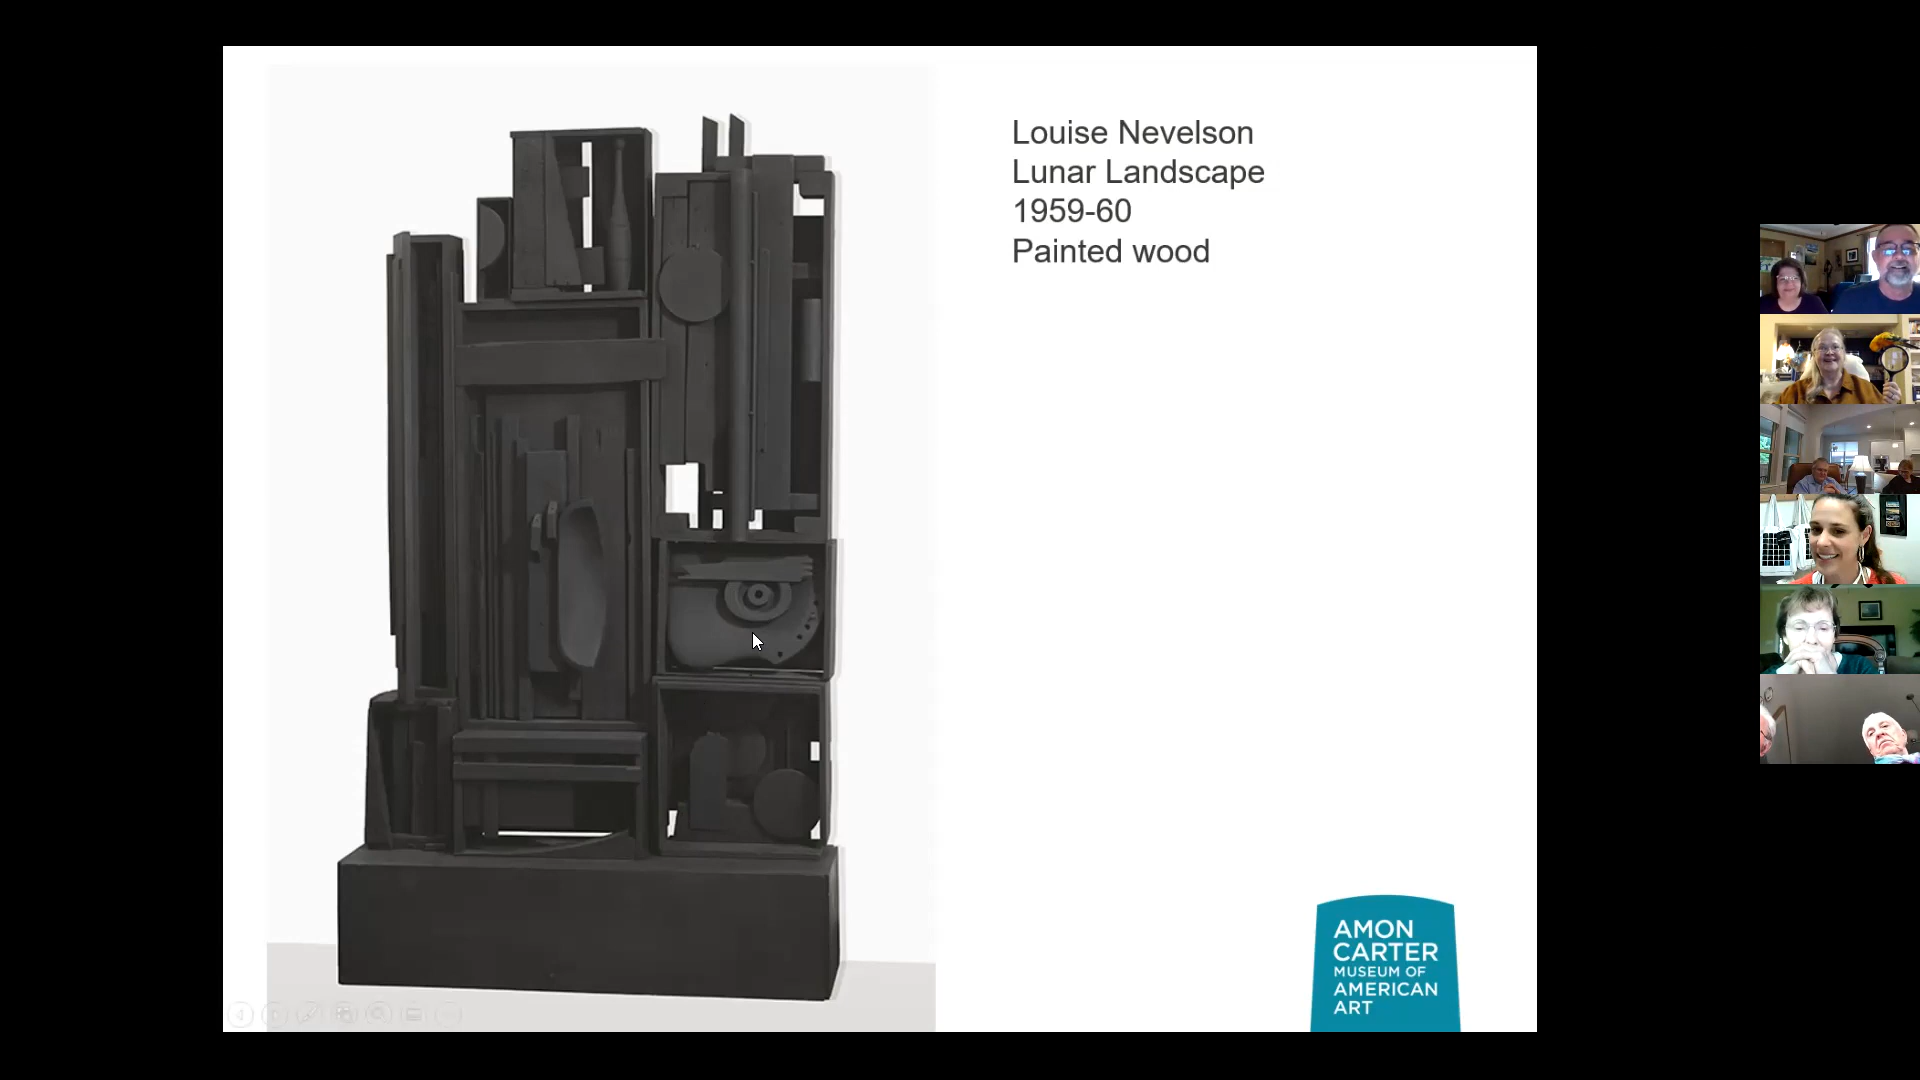 Louise Nevelson
Lunar Landscape
1959-60
Painted wood
AMON
CARTER
MUSEUM OF
AMERICAN
ART